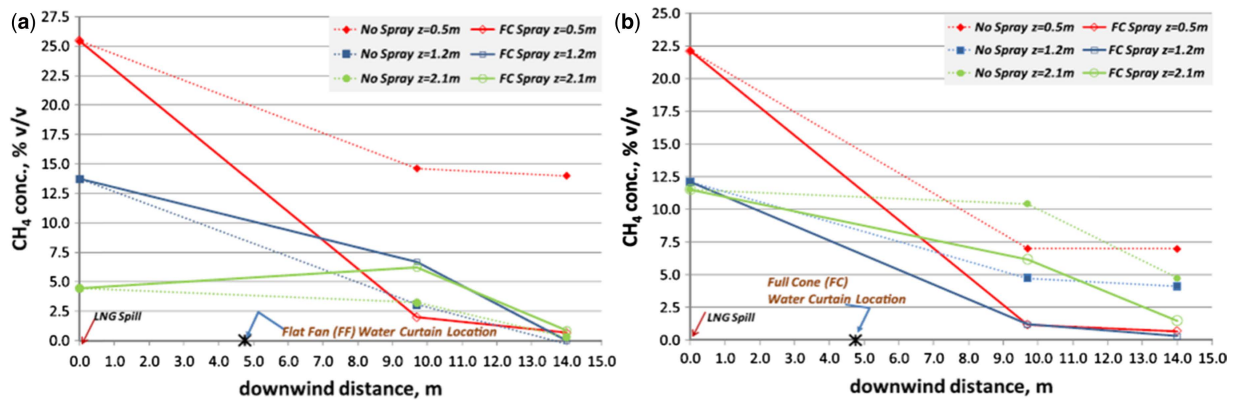 (a)
27.5
25.0
22.5
20.0
17.5
15.0
12.5
10.0
7.5
5.0
2.5
0.0
CH4 conc., % v/v
No Spray z=0.5m FC Spray z=0.5m
No Spray z=1.2m FC Spray z=1.2m
No Spray z=2.1m FC Spray z=2.1m
LNG Spill
Flat Fan (FF) Water Curtain Location
0.0 1.0 2.0 3.0 4.0 5.0 6.0 7.0 8.0 9.0 10.0 11.0 12.0 13.0 14.0 15.0
downwind distance, m
(b)
25.0
22.5
20.0
17.5
15.0
12.5
10.0
7.5
5.0
2.5
0.0
CH4 conc., % v/v
No Spray z=0.5m FC Spray z=0.5m
No Spray z=1.2m FC Spray z=1.2m
No Spray z=2.1m FC Spray z=2.1m
Full Cone (FC)
Water Curtain Location
LNG Spill
0.0 1.0 2.0 3.0 4.0 5.0 6.0 7.0 8.0 9.0 10.0 11.0 12.0 13.0 14.0 15.0
downwind distance, m